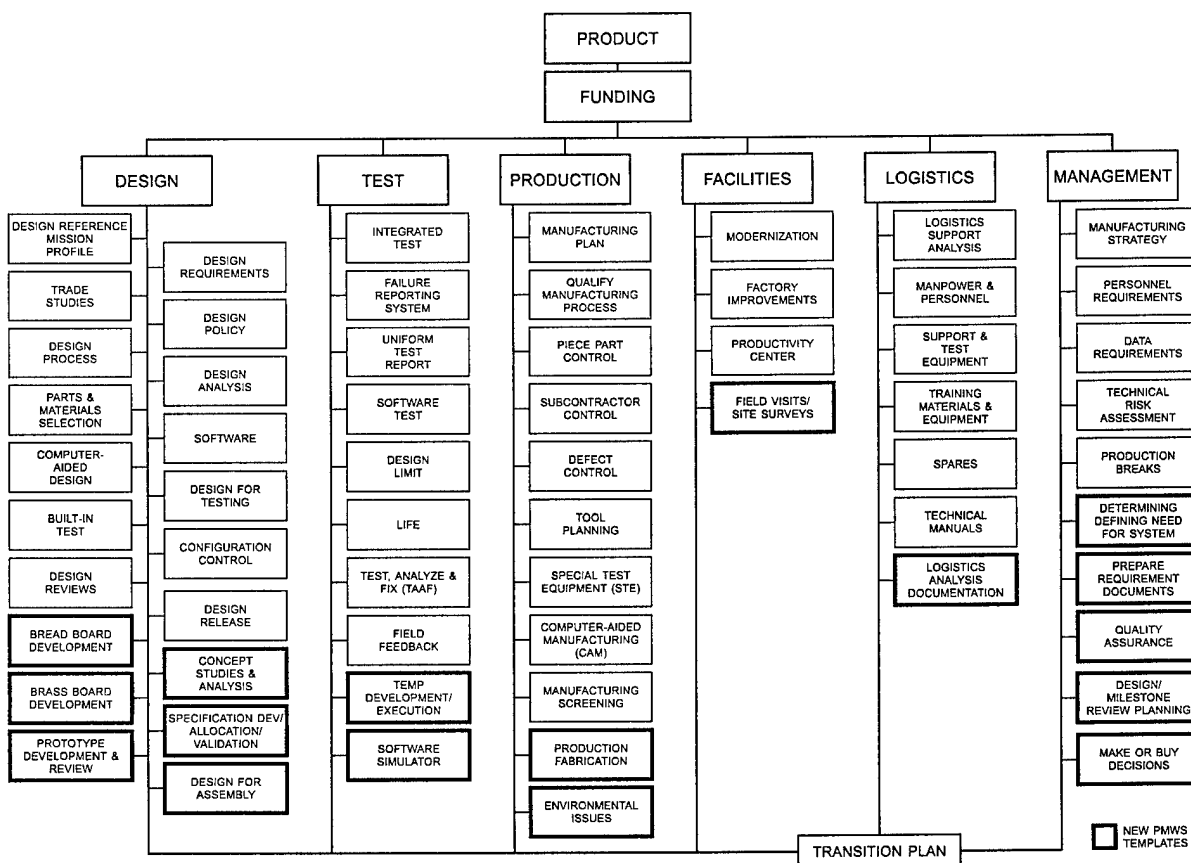 PRODUCT
FUNDING
DESIGN
DESIGN REFERENCE
MISSION
PROFILE
TRADE
STUDIES
DESIGN
PROCESS
PARTS &
MATERIALS
SELECTION
COMPUTER-
AIDED
DESIGN
BUILT-IN
TEST
DESIGN
REVIEWS
BREAD BOARD
DEVELOPMENT
BRASS BOARD
DEVELOPMENT
PROTOTYPE
DEVELOPMENT &
REVIEW
DESIGN
REQUIREMENTS
DESIGN
POLICY
DESIGN
ANALYSIS
SOFTWARE
DESIGN FOR
TESTING
CONFIGURATION
CONTROL
DESIGN
RELEASE
CONCEPT
STUDIES &
ANALYSIS
SPECIFICATION DEV/
ALLOCATION/
VALIDATION
DESIGN FOR
ASSEMBLY
TEST
INTEGRATED
TEST
FAILURE
REPORTING
SYSTEM
UNIFORM
TEST
REPORT
SOFTWARE
TEST
DESIGN
LIMIT
LIFE
TEST, ANALYZE &
FIX (TAAF)
FIELD
FEEDBACK
TEMP
DEVELOPMENT/
EXECUTION
SOFTWARE
SIMULATOR
PRODUCTION
MANUFACTURING
PLAN
QUALIFY
MANUFACTURING
PROCESS
PIECE PART
CONTROL
SUBCONTRACTOR
CONTROL
DEFECT
CONTROL
TOOL
PLANNING
SPECIAL TEST
EQUIPMENT (STE)
COMPUTER-AIDED
MANUFACTURING
(CAM)
MANUFACTURING
SCREENING
PRODUCTION
FABRICATION
ENVIRONMENTAL
ISSUES
FACILITIES
MODERNIZATION
FACTORY
IMPROVEMENTS
PRODUCTIVITY
CENTER
FIELD VISITS/
SITE SURVEYS
LOGISTICS
LOGISTICS
SUPPORT
ANALYSIS
MANPOWER &
PERSONNEL
SUPPORT &
TEST
EQUIPMENT
TRAINING
MATERIALS &
EQUIPMENT
SPARES
TECHNICAL
MANUALS
LOGISTICS
ANALYSIS
DOCUMENTATION
MANAGEMENT
MANUFACTURING
STRATEGY
PERSONNEL
REQUIREMENTS
DATA
REQUIREMENTS
TECHNICAL
RISK
ASSESSMENT
PRODUCTION
BREAKS
DETERMINING
DEFINING NEED
FOR SYSTEM
PREPARE
REQUIREMENT
DOCUMENTS
QUALITY
ASSURANCE
DESIGN/
MILESTONE
REVIEW PLANNING
MAKE OR BUY
DECISIONS
TRANSITION PLAN
NEW PMWS
TEMPLATES